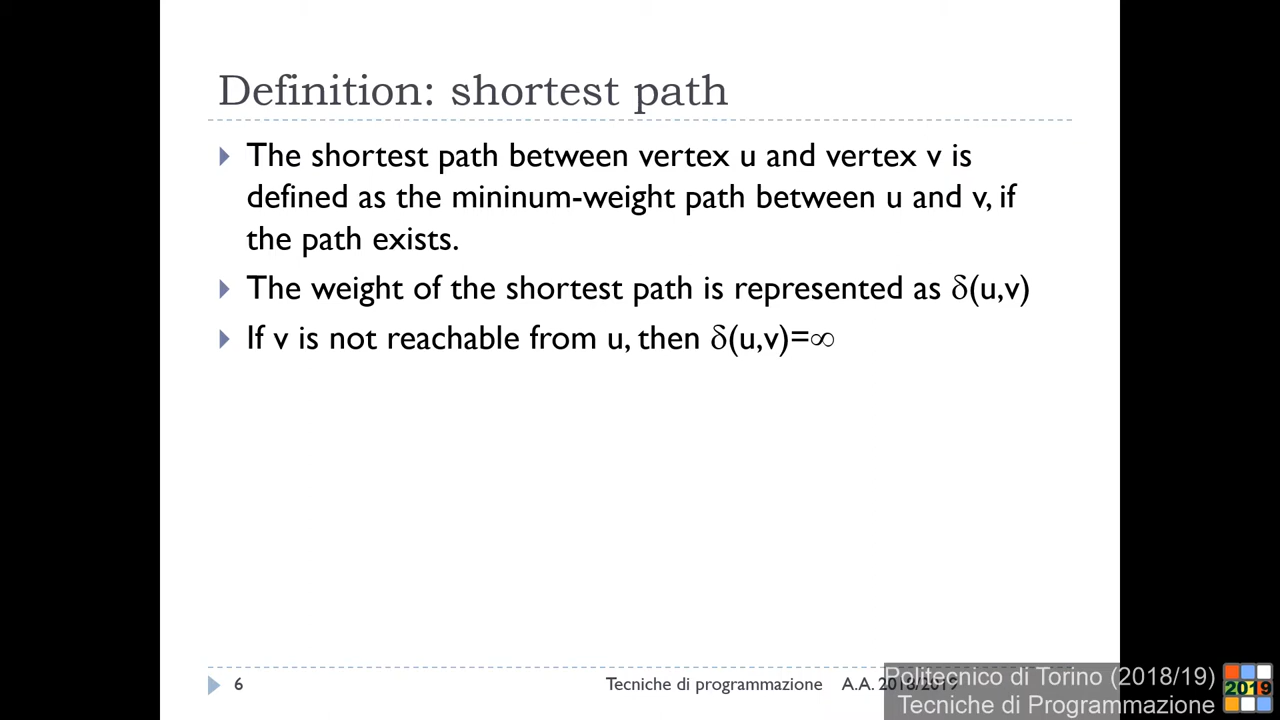 Definition: shortest path
The shortest path between vertex u and vertex v is
defined as the mininum-weight path between u and v, if
the path exists.
The weight of the shortest path is represented as δ(u,v)
If v is not reachable from u, then δ(u,v)=∞
6
Tecniche di programmazione A.A. 2018/2019
Politecnico di Torino (2018/19)
Tecniche di Programmazione
2019